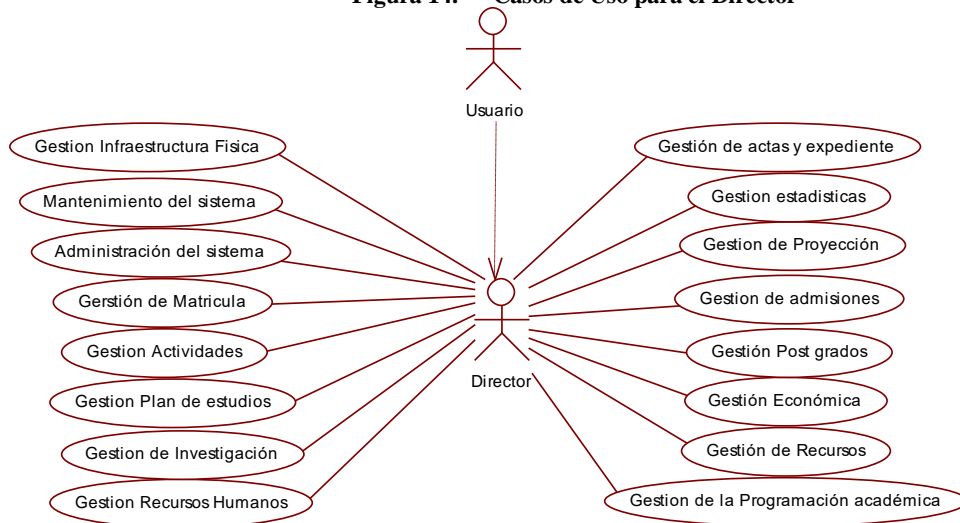 Figura 14. Casos de Uso para el Director
Usuario
Gestion Infraestructura Fisica
Mantenimiento del sistema
Administración del sistema
Gerstión de Matricula
Gestion Actividades
Gestion Plan de estudios
Gestion de Investigación
Gestion Recursos Humanos
Director
Gestión de actas y expediente
Gestion estadisticas
Gestion de Proyección
Gestion de admisiones
Gestión Post grados
Gestión Económica
Gestión de Recursos
Gestion de la Programación académica